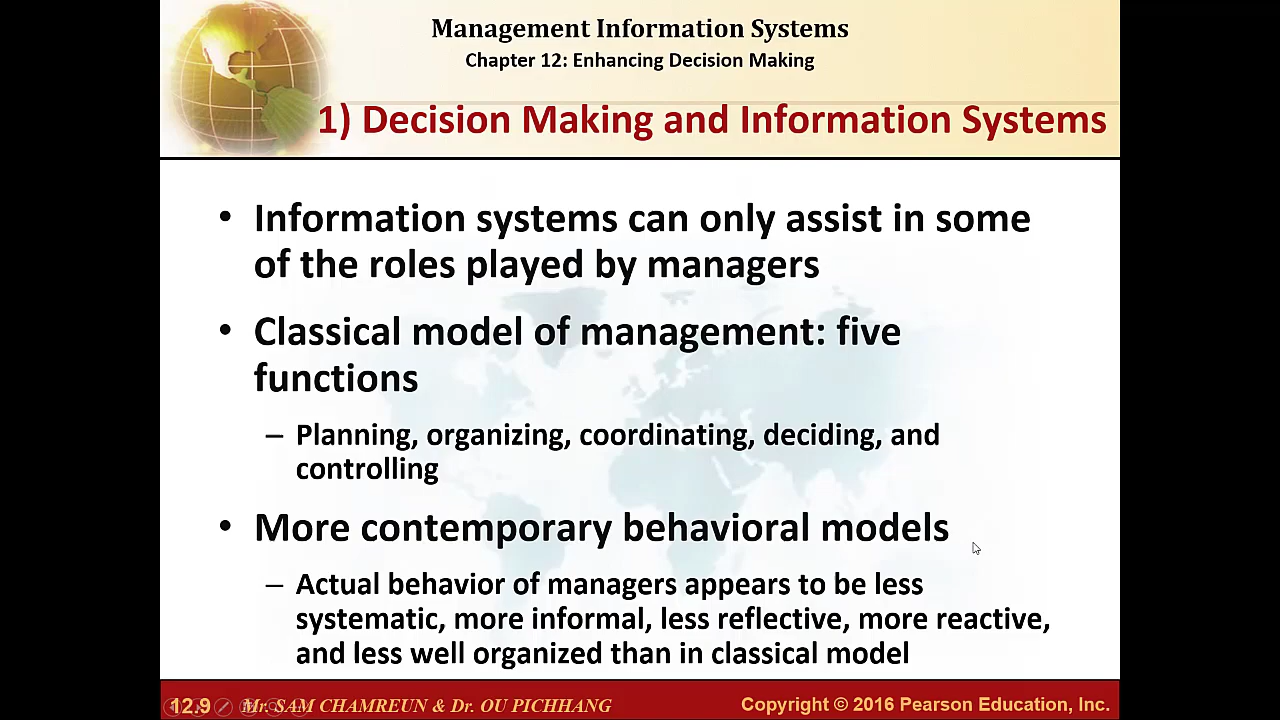 Management Information Systems
Chapter 12: Enhancing Decision Making
1) Decision Making and Information Systems
• Information systems can only assist in some
of the roles played by managers
• Classical model of management: five
functions
– Planning, organizing, coordinating, deciding, and
controlling
• More contemporary behavioral models
– Actual behavior of managers appears to be less
systematic, more informal, less reflective, more reactive,
and less well organized than in classical model
12.9 Mr. SAM CHAMREUN & Dr. OU PICHHANG Copyright © 2016 Pearson Education, Inc.